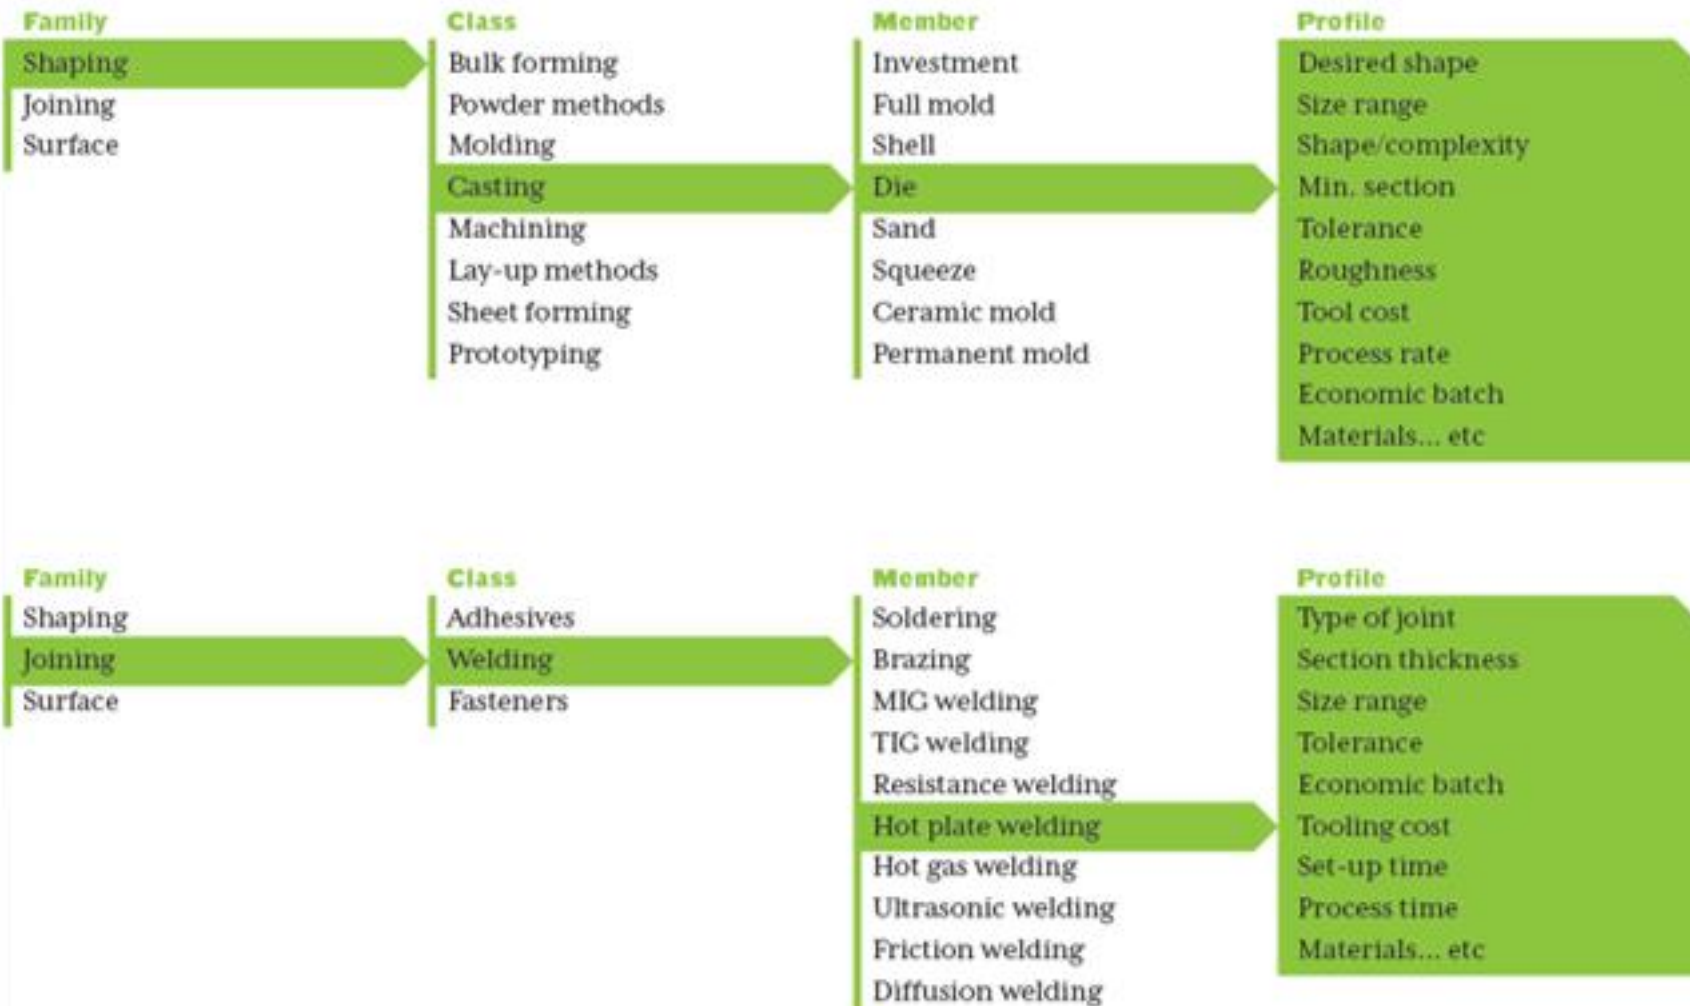 Family
Shaping
Joining
Surface
Class
Bulk forming
Powder methods
Molding
Casting
Machining
Lay-up methods
Sheet forming
Prototyping
Member
Investment
Full mold
Shell
Die
Sand
Squeeze
Ceramic mold
Permanent mold
Profile
Desired shape
Size range
Shape/complexity
Min. section
Tolerance
Roughness
Tool cost
Process rate
Economic batch
Materials... etc
Family
Shaping
Joining
Surface
Class
Adhesives
Welding
Fasteners
Member
Soldering
Brazing
MIG welding
TIG welding
Resistance welding
Hot plate welding
Hot gas welding
Ultrasonic welding
Friction welding
Diffusion welding
Profile
Type of joint
Section thickness
Size range
Tolerance
Economic batch
Tooling cost
Set-up time
Process time
Materials... etc